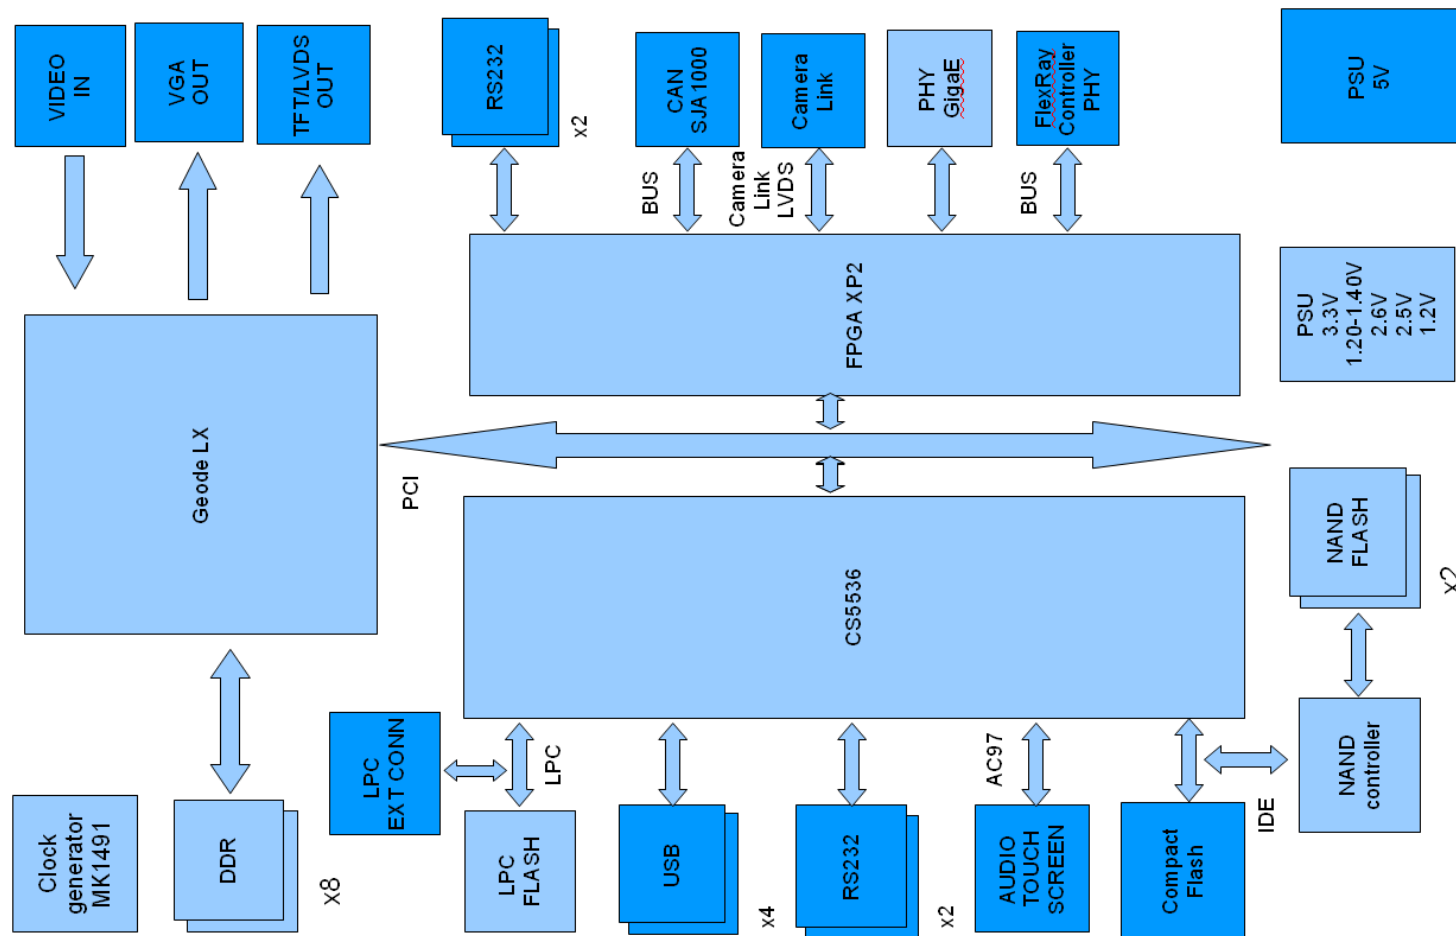 VIDEO
IN
VGA
OUT
TFT/LVDS
OUT
RS232
x2
CAN
SJA1000
BUS
Camera
Link
Camera
Link
LVDS
PHY
GigaE
FlexRay
Controller
PHY
BUS
PSU
5V
Geode LX
FPGA XP2
PSU
3.3V
1.20-1.40V
2.6V
2.5V
1.2V
PCI
CS5536
NAND
FLASH
x2
Clock
generator
MK1491
DDR
x8
LPC
EXT CONN
LPC
LPC
FLASH
USB
x4
RS232
x2
AC97
AUDIO
TOUCH
SCREEN
Compact
Flash
IDE
NAND
controller